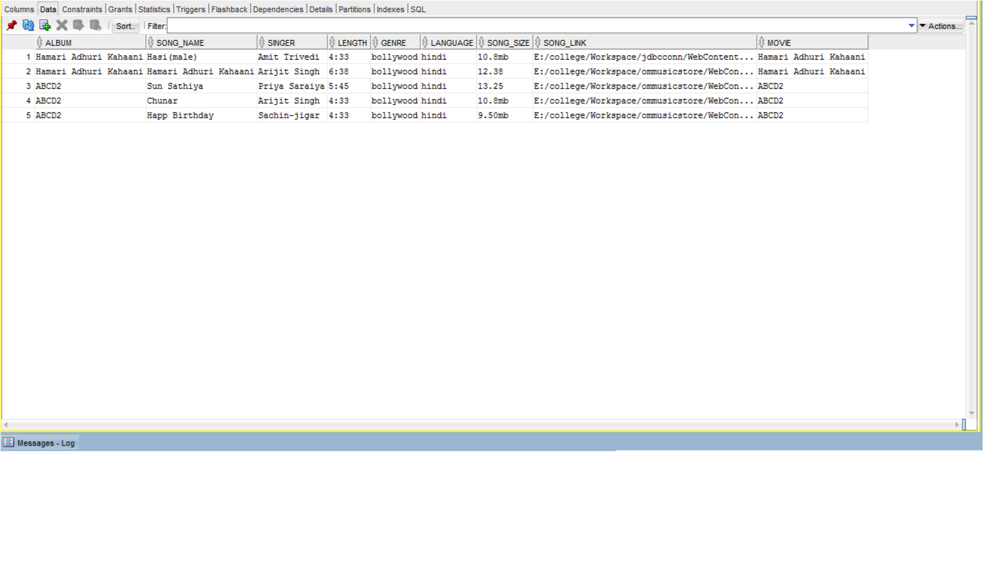 Columns Data Constraints Grants Statistics Triggers Flashback Dependencies Details Partitions Indexes SQL
Sort.. Filter: Actions...
ALBUM SONG_NAME SINGER LENGTH GENRE LANGUAGE SONG_SIZE SONG_LINK MOVIE
1 Hamari Adhuri Kahaani Hasi(male) Amit Trivedi 4:33 bollywood hindi 10.8mb E:/college/Workspace/jdbcconn/WebContent... Hamari Adhuri Kahaani
2 Hamari Adhuri Kahaani Hamari Adhuri Kahaani Arijit Singh 6:38 bollywood hindi 12.38 E:/college/Workspace/ommusicstore/WebCon... Hamari Adhuri Kahaani
3 ABCD2 Sun Sathiya Priya Saraiya 5:45 bollywood hindi 13.25 E:/college/Workspace/ommusicstore/WebCon... ABCD2
4 ABCD2 Chunar Arijit Singh 4:33 bollywood hindi 10.8mb E:/college/Workspace/ommusicstore/WebCon... ABCD2
5 ABCD2 Happ Birthday Sachin-jigar 4:33 bollywood hindi 9.50mb E:/college/Workspace/ommusicstore/WebCon... ABCD2
Messages - Log